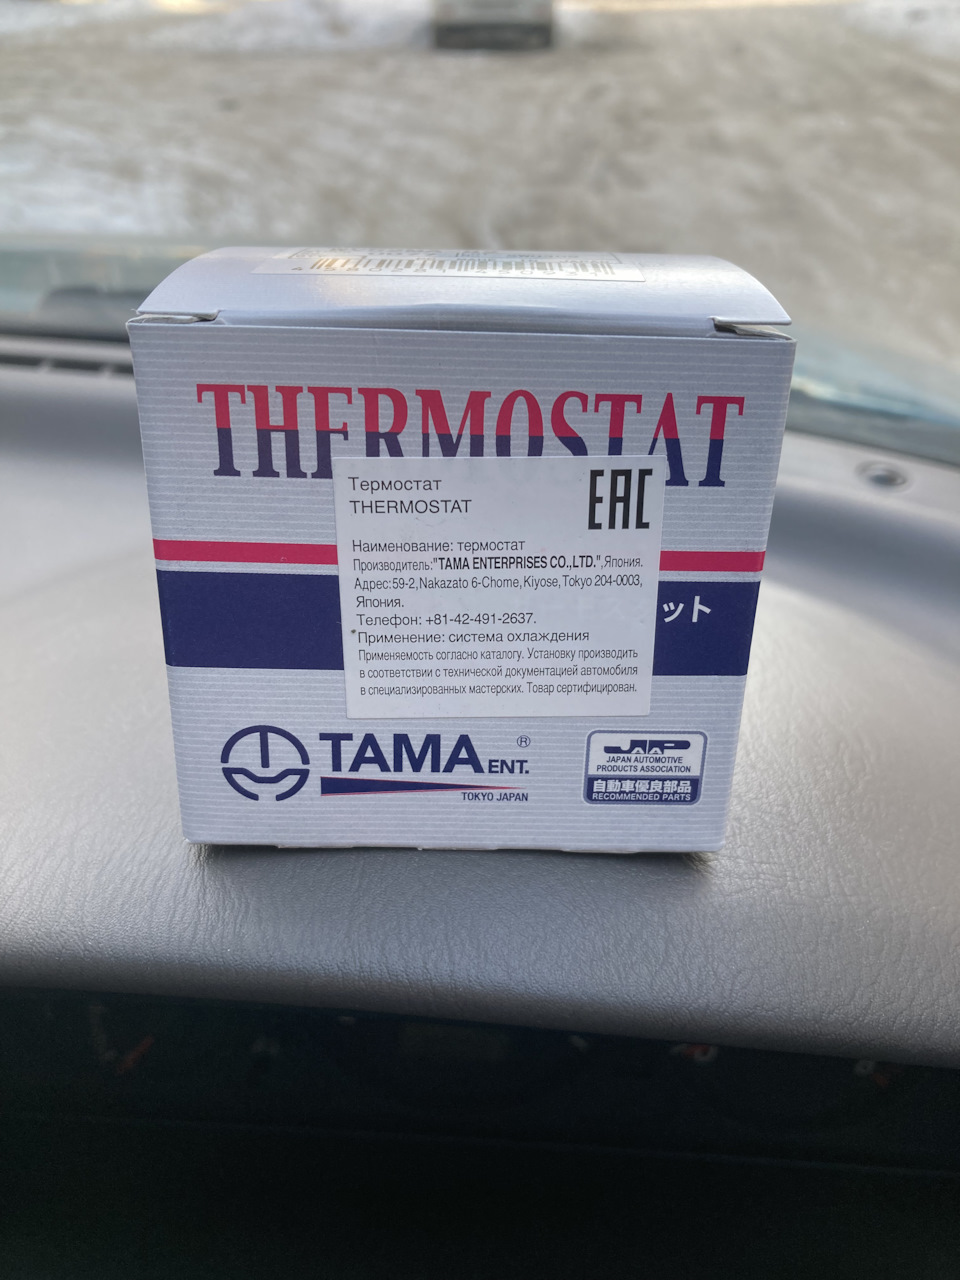 THERMOSTAT
Термостат
THERMOSTAT
EAC
Наименование: термостат
Производитель:"TAMA ENTERPRISES CO.,LTD.",Япония.
Адрес:59-2,Nakazato 6-Chome,Kiyose,Tokyo 204-0003,
Япония.
Телефон: +81-42-491-2637.
Применение: система охлаждения
Применяемость согласно каталогу. Установку производить
в соответствии с технической документацией автомобиля
в специализированных мастерских. Товар сертифицирован.
ット
TAMA ENT. ®
TOKYO JAPAN
JAAP
JAPAN AUTOMOTIVE
PRODUCTS ASSOCIATION
自動車優良部品
RECOMMENDED PARTS